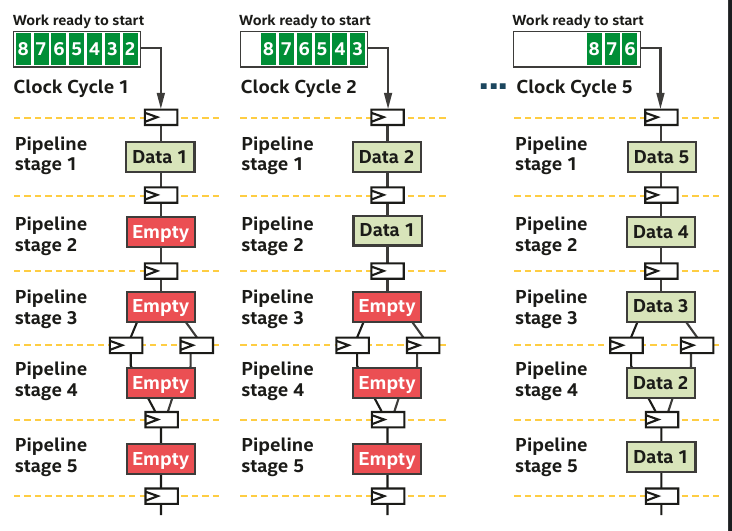 Work ready to start
8 7 6 5 4 3 2
Clock Cycle 1
Pipeline
stage 1
Data 1
Pipeline
stage 2
Empty
Pipeline
stage 3
Empty
Pipeline
stage 4
Empty
Pipeline
stage 5
Empty
Work ready to start
8 7 6 5 4 3
Clock Cycle 2
Pipeline
stage 1
Data 2
Pipeline
stage 2
Data 1
Pipeline
stage 3
Empty
Pipeline
stage 4
Empty
Pipeline
stage 5
Empty
Work ready to start
8 7 6
... Clock Cycle 5
Pipeline
stage 1
Data 5
Pipeline
stage 2
Data 4
Pipeline
stage 3
Data 3
Pipeline
stage 4
Data 2
Pipeline
stage 5
Data 1